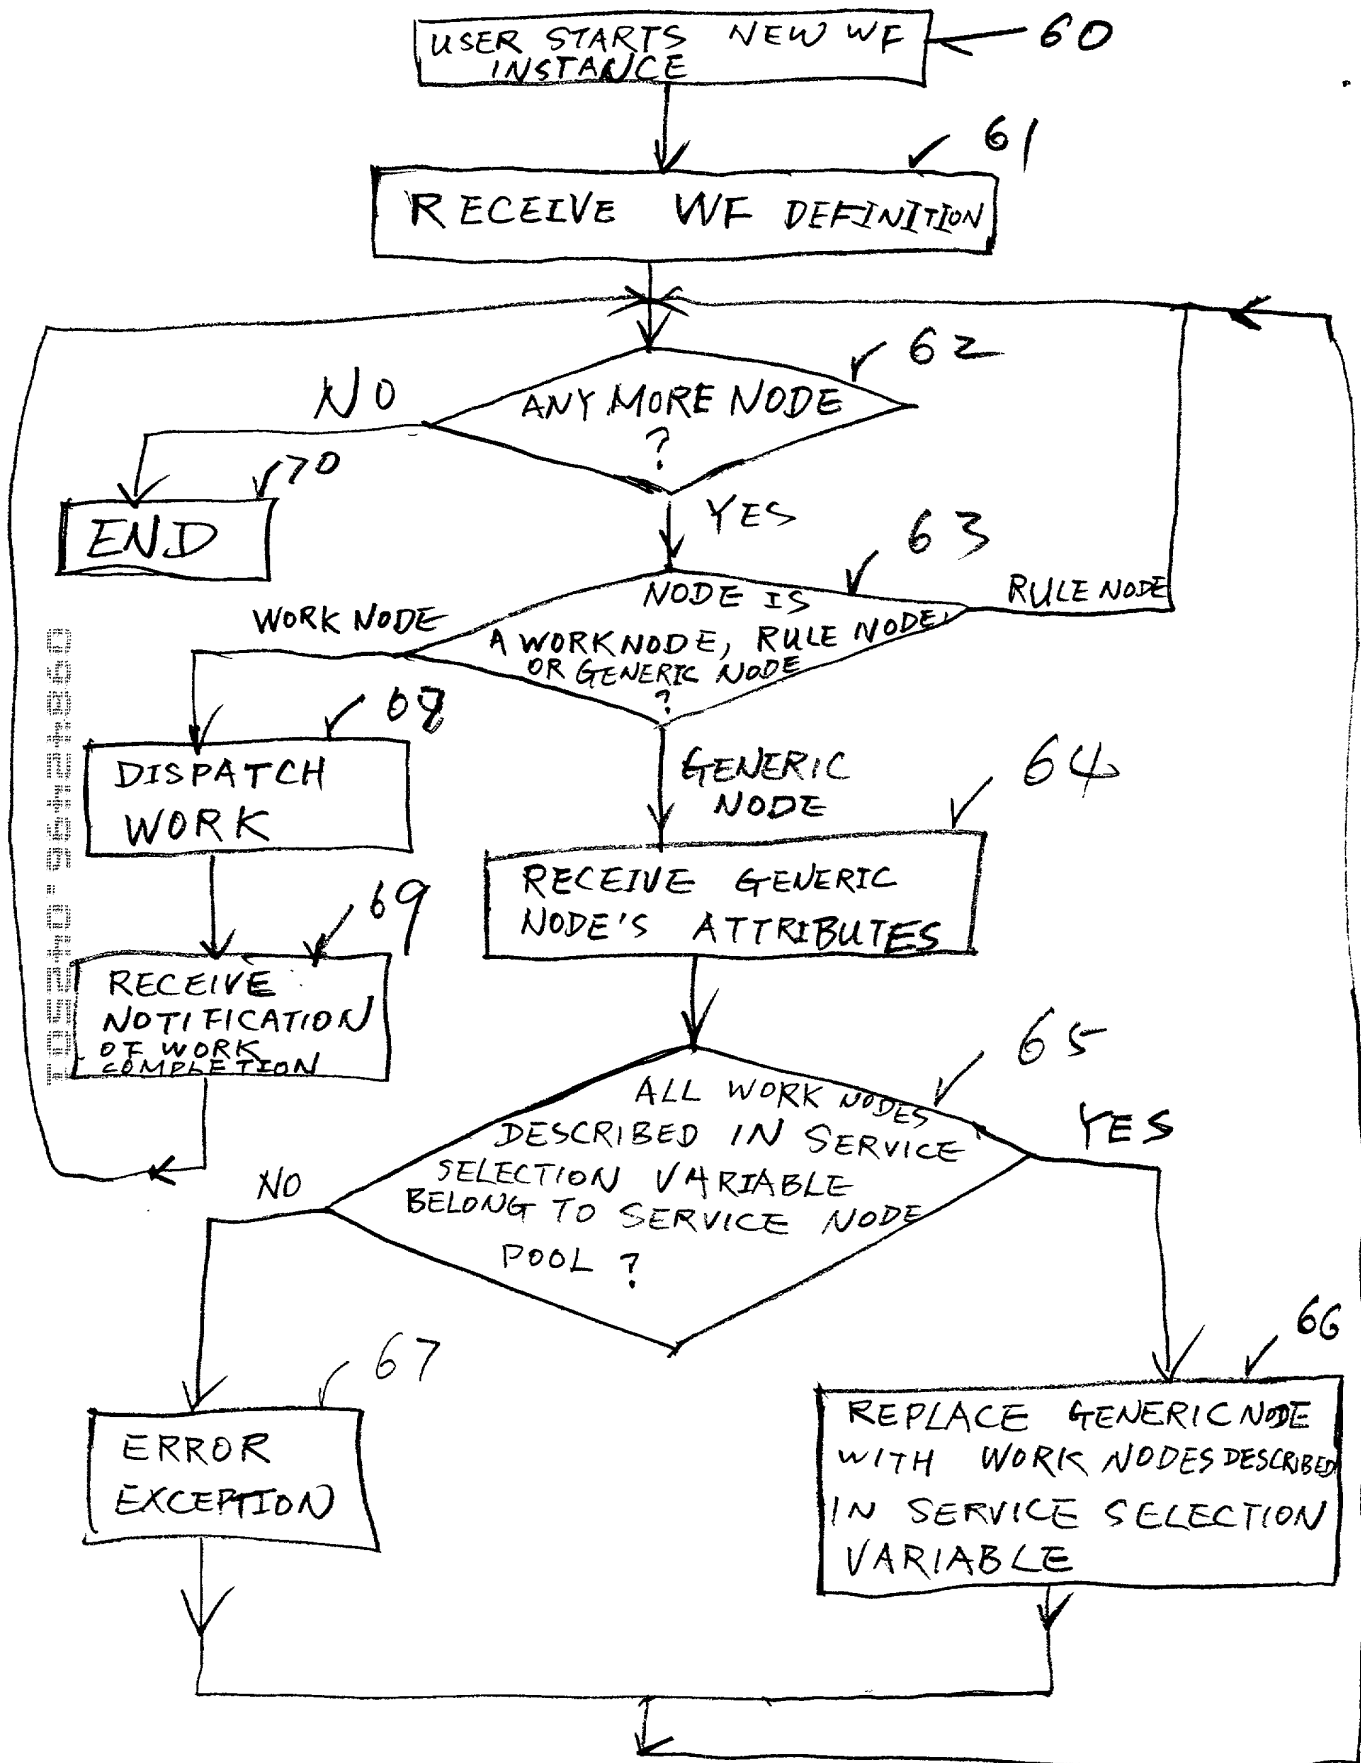 USER STARTS NEW WF
INSTANCE
60
61
RECEIVE WF DEFINITION
62
NO
ANY MORE NODE
?
70
END
YES
63
NODE IS
RULE NODE
WORK NODE
A WORK NODE, RULE NODE,
OR GENERIC NODE
?
68
DISPATCH
WORK
GENERIC
NODE
64
RECEIVE GENERIC
NODE'S ATTRIBUTES
69
RECEIVE
NOTIFICATION
OF WORK
COMPLETION
65
ALL WORK NODES
DESCRIBED IN SERVICE
SELECTION VARIABLE
BELONG TO SERVICE NODE
POOL ?
YES
NO
67
ERROR
EXCEPTION
66
REPLACE GENERIC NODE
WITH WORK NODES DESCRIBED
IN SERVICE SELECTION
VARIABLE